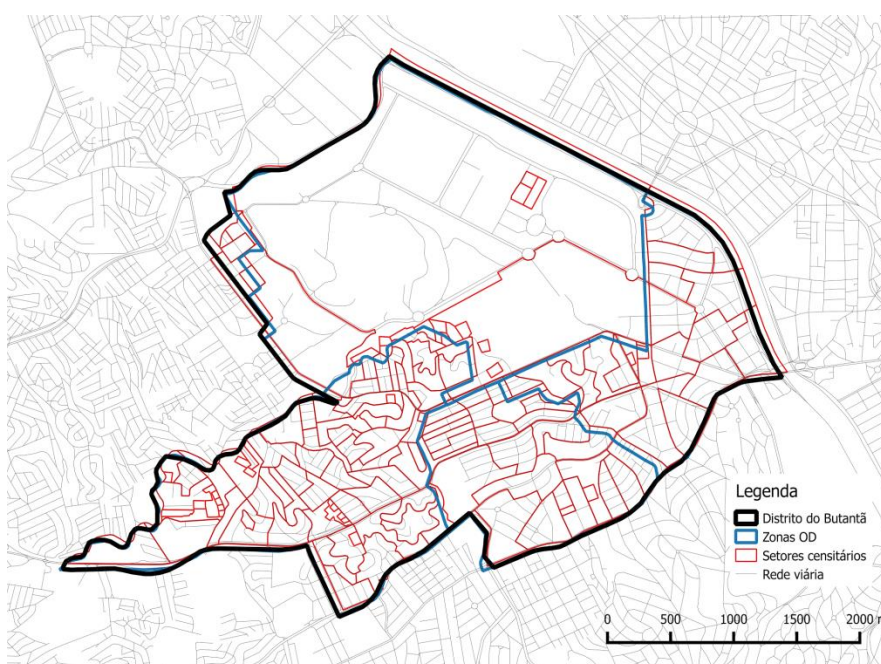 Legenda
Distrito do Butantã
Zonas OD
Setores censitários
Rede viária
0 500 1000 1500 2000 m